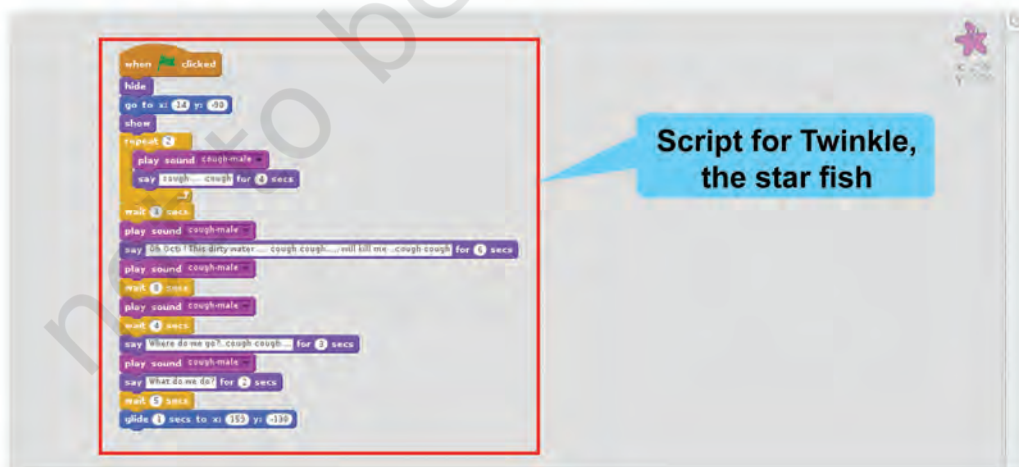 when clicked
hide
go to x: 14 y: -90
show
repeat 2
play sound cough-male
say cough.... cough for 4 secs
wait secs
play sound cough-male
say Oh Octi ! This dirty water .... cough cough.... will kill me ..cough cough for 6 secs
play sound cough-male
wait secs
play sound cough-male
wait 4 secs
say Where do we go?..cough cough.... for 3 secs
play sound cough-male
say What do we do? for 2 secs
wait 5 secs
glide 1 secs to x: 155 y: -130
Script for Twinkle,
the star fish
not to be